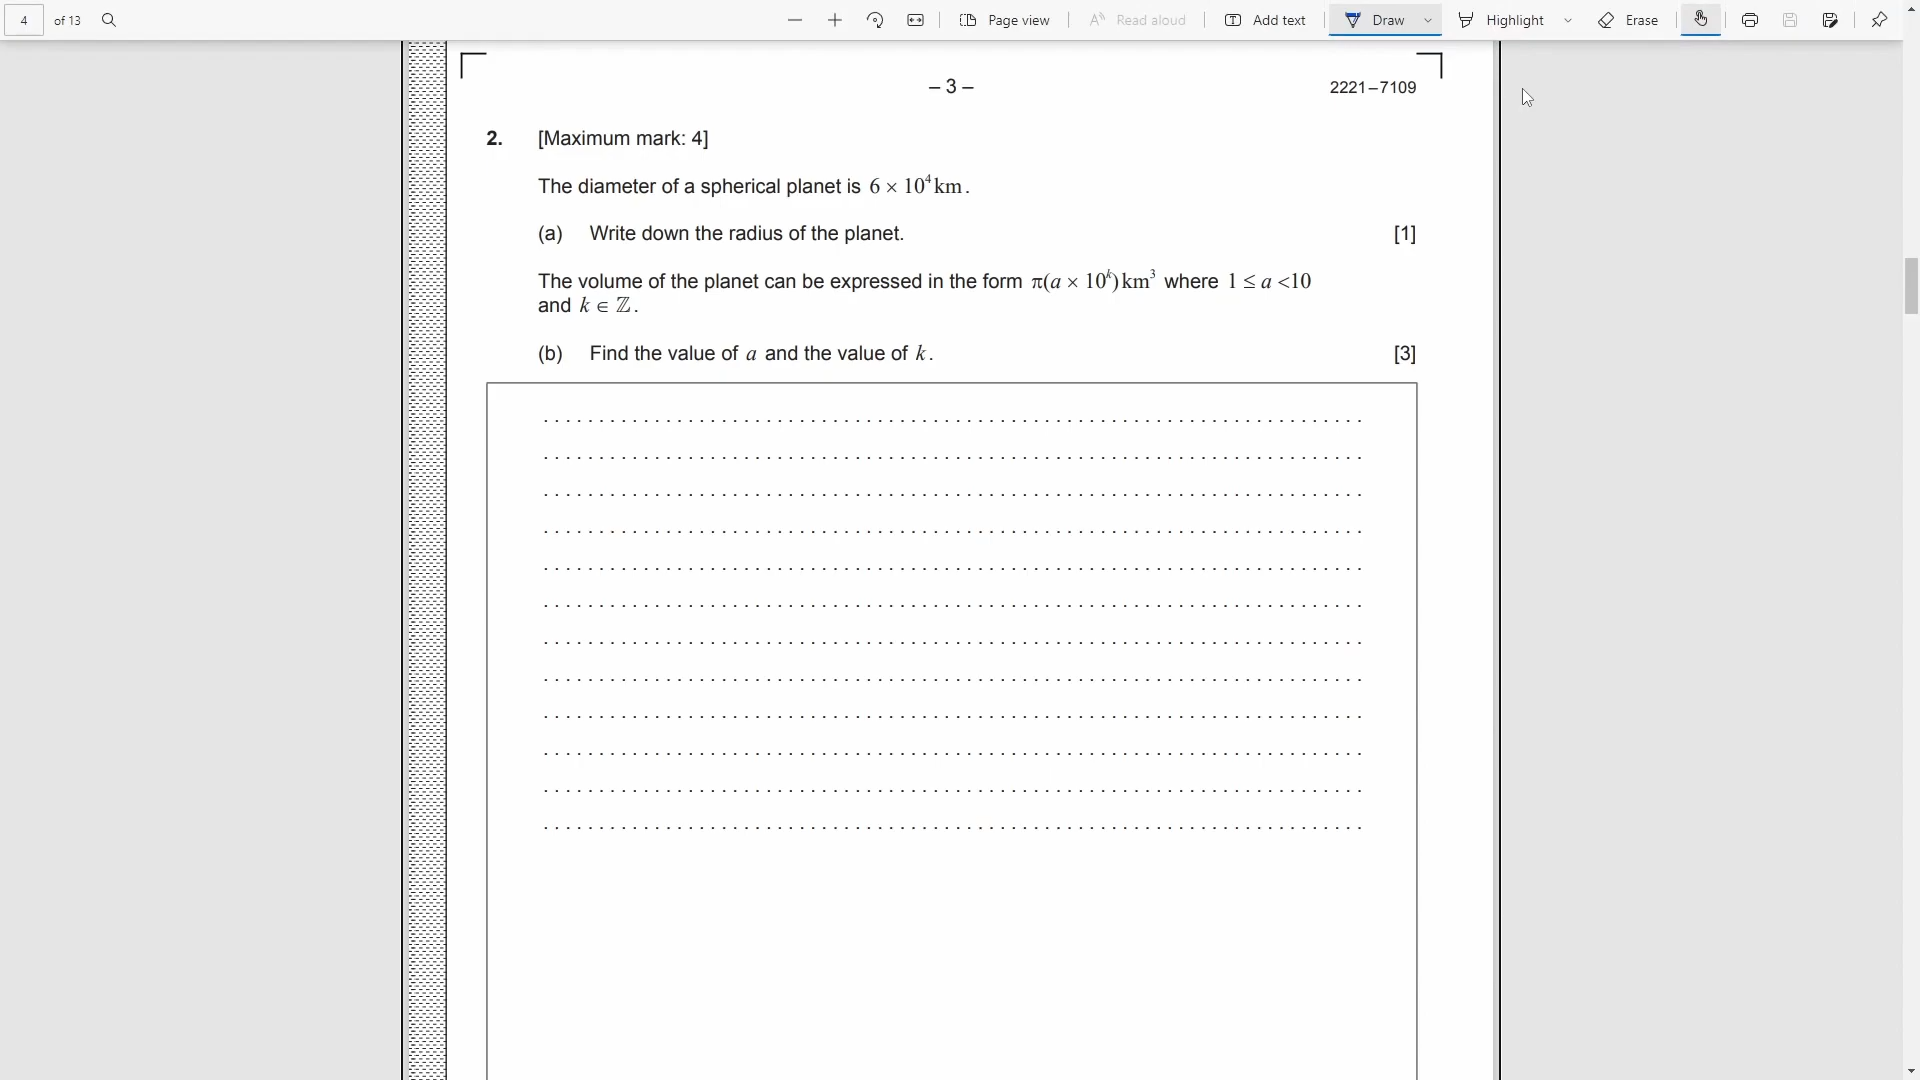 4 of 13 Page view Read aloud Add text Draw Highlight Erase
– 3 – 2221–7109
2. [Maximum mark: 4]
The diameter of a spherical planet is 6 × 10⁴ km .
(a) Write down the radius of the planet. [1]
The volume of the planet can be expressed in the form π(a × 10ᵏ) km³ where 1 ≤ a <10
and k ∈ ℤ .
(b) Find the value of a and the value of k . [3]